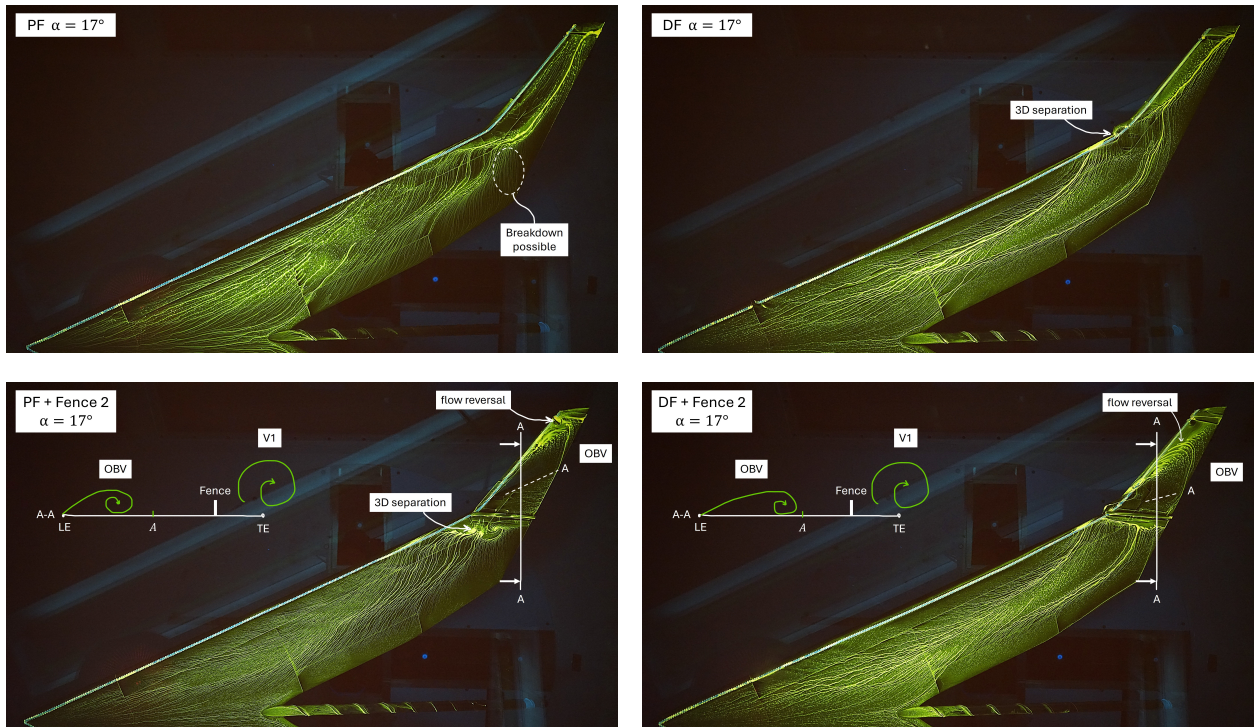 PF α = 17°
Breakdown
possible
DF α = 17°
3D separation
PF + Fence 2
α = 17°
flow reversal
A
OBV
A
V1
OBV
Fence
3D separation
A-A
LE
A
TE
A
DF + Fence 2
α = 17°
flow reversal
A
OBV
A
V1
OBV
Fence
A-A
LE
A
TE
A